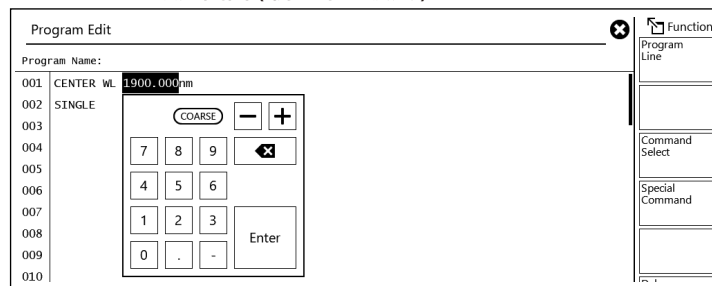 Program Edit
Function
Program Name:
Program
Line
001 CENTER WL 1900.000nm
002 SINGLE
COARSE − +
003
004
7 8 9
Command
Select
005
006
4 5 6
Special
Command
007
1 2 3
008
Enter
009
0 . -
010